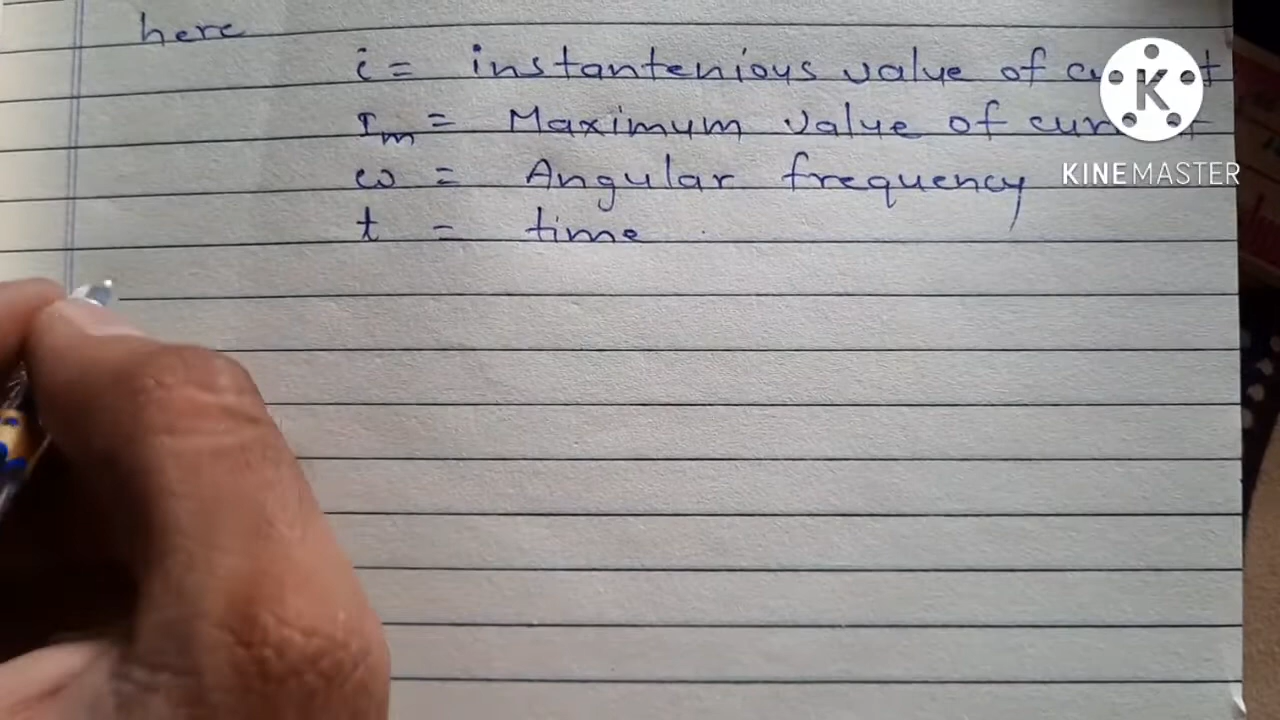 here
i = instantenious value of
Im = Maximum value of
ω = Angular frequency
t = time
K
KINEMASTER